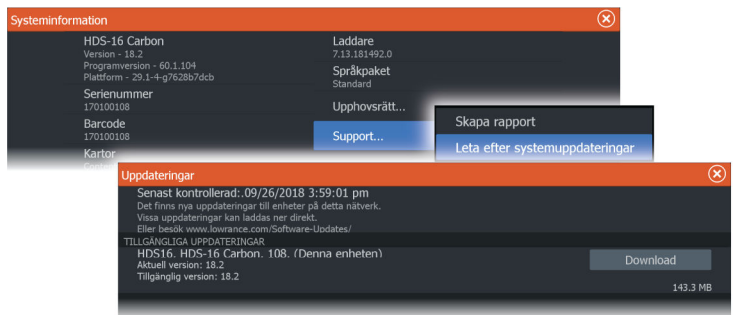 Systeminformation
HDS-16 Carbon
Version - 18.2
Programversion - 60.1.104
Plattform - 29.1-4-g7628b7dcb
Serienummer
170100108
Barcode
170100108
Kartor
Laddare
7.13.181492.0
Språkpaket
Standard
Upphovsrätt...
Support...
Skapa rapport
Leta efter systemuppdateringar
Uppdateringar
Senast kontrollerad:.09/26/2018 3:59:01 pm
Det finns nya uppdateringar till enheter på detta nätverk.
Vissa uppdateringar kan laddas ner direkt.
Eller besök www.lowrance.com/Software-Updates/
TILLGÄNGLIGA UPPDATERINGAR
HDS16, HDS-16 Carbon, 108, (Denna enheten)
Aktuell version: 18.2
Tillgänglig version: 18.2
Download
143.3 MB